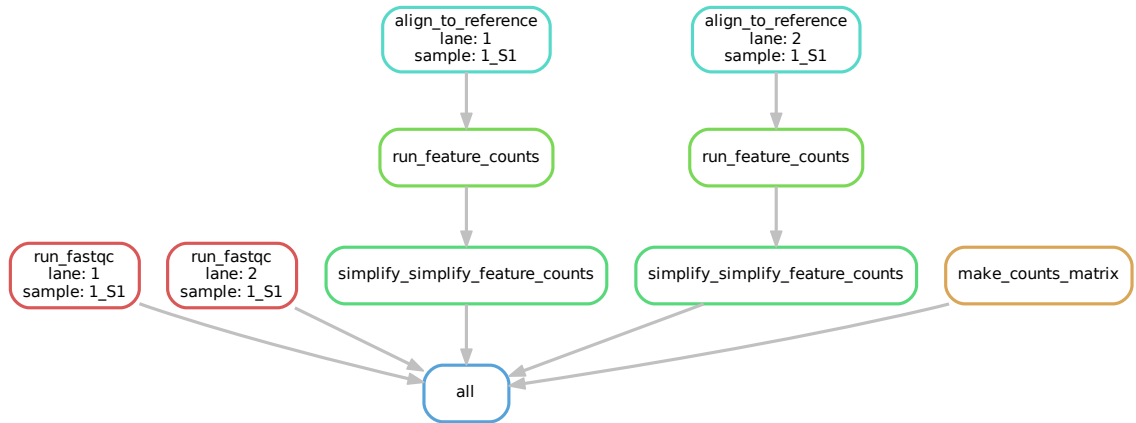 align_to_reference
lane: 1
sample: 1_S1
align_to_reference
lane: 2
sample: 1_S1
run_feature_counts
run_feature_counts
run_fastqc
lane: 1
sample: 1_S1
run_fastqc
lane: 2
sample: 1_S1
simplify_simplify_feature_counts
simplify_simplify_feature_counts
make_counts_matrix
all